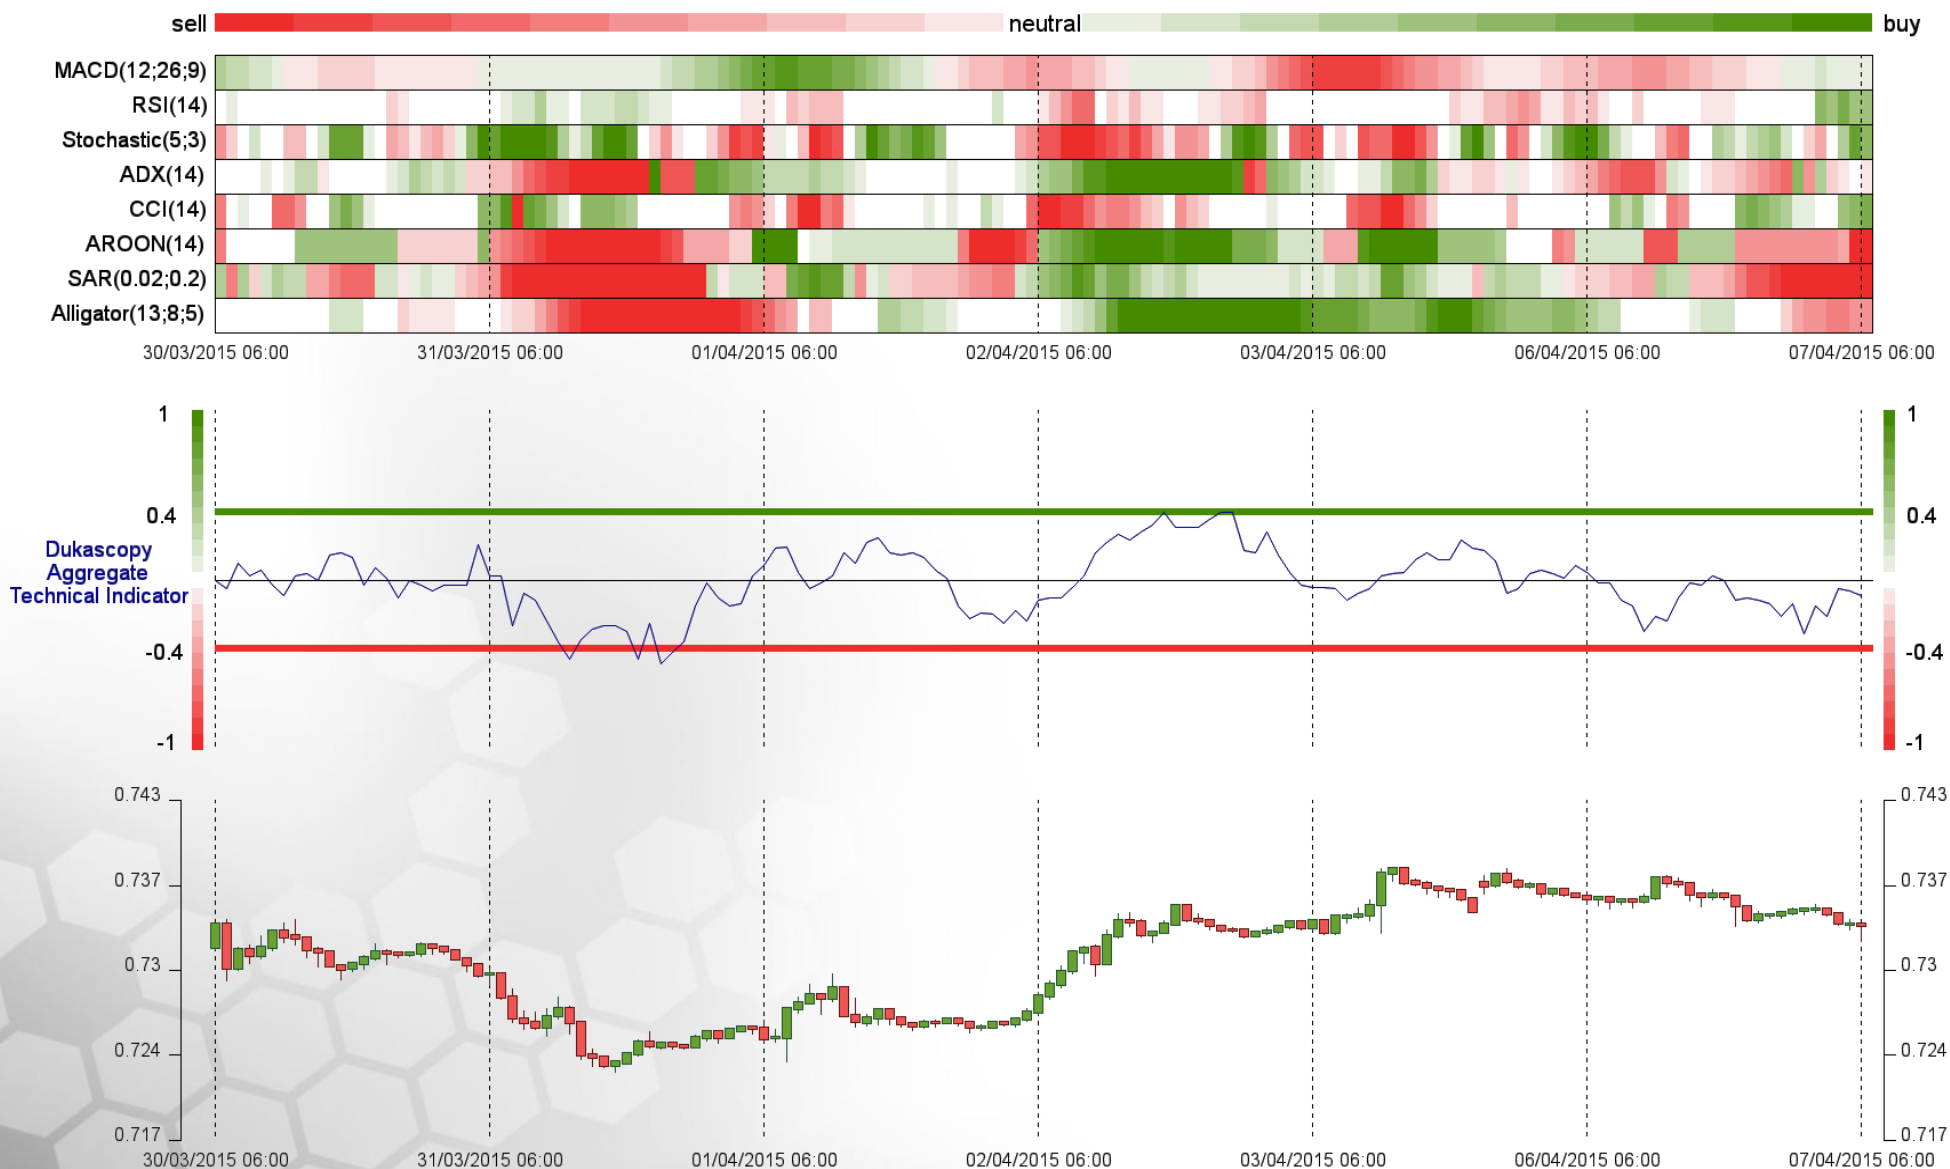 sell neutral buy
MACD(12;26;9)
RSI(14)
Stochastic(5;3)
ADX(14)
CCI(14)
AROON(14)
SAR(0.02;0.2)
Alligator(13;8;5)
30/03/2015 06:00 31/03/2015 06:00 01/04/2015 06:00 02/04/2015 06:00 03/04/2015 06:00 06/04/2015 06:00 07/04/2015 06:00
1 1
0.4 0.4
Dukascopy
Aggregate
Technical Indicator
-0.4 -0.4
-1 -1
0.743 0.743
0.737 0.737
0.73 0.73
0.724 0.724
0.717 0.717
30/03/2015 06:00 31/03/2015 06:00 01/04/2015 06:00 02/04/2015 06:00 03/04/2015 06:00 06/04/2015 06:00 07/04/2015 06:00